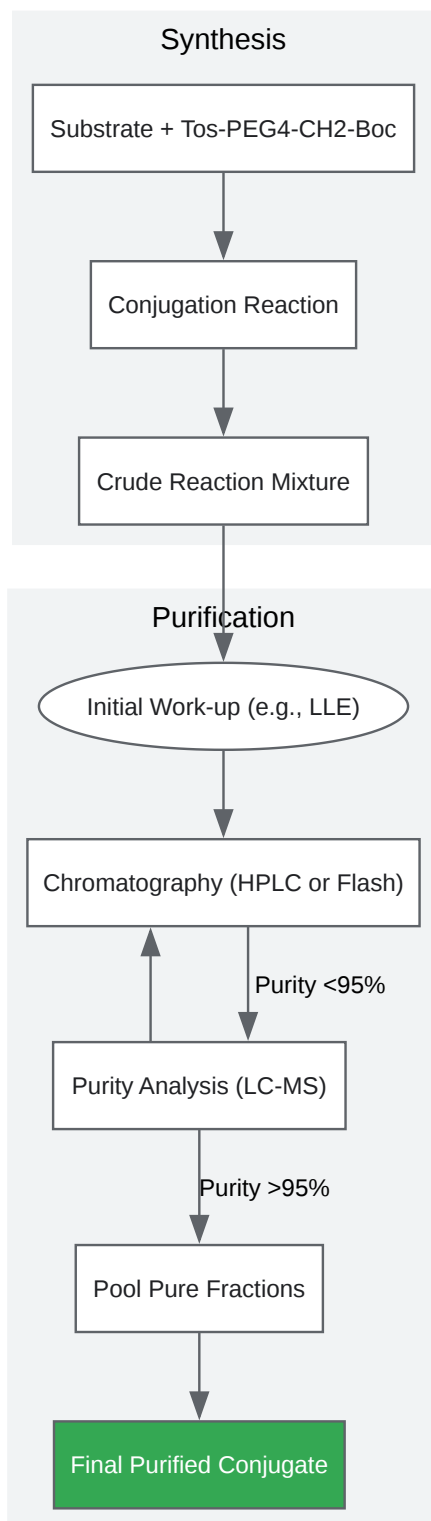 Synthesis
Substrate + Tos-PEG4-CH2-Boc
Conjugation Reaction
Crude Reaction Mixture
Purification
Initial Work-up (e.g., LLE)
Chromatography (HPLC or Flash)
Purity <95%
Purity Analysis (LC-MS)
Purity >95%
Pool Pure Fractions
Final Purified Conjugate